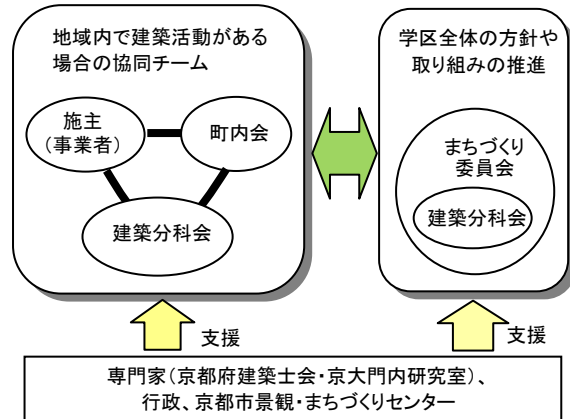 地域内で建築活動がある
場合の協同チーム
施主
(事業者)
町内会
建築分科会
学区全体の方針や
取り組みの推進
まちづくり
委員会
建築分科会
支援
支援
専門家(京都府建築士会・京大門内研究室)、
行政、京都市景観・まちづくりセンター